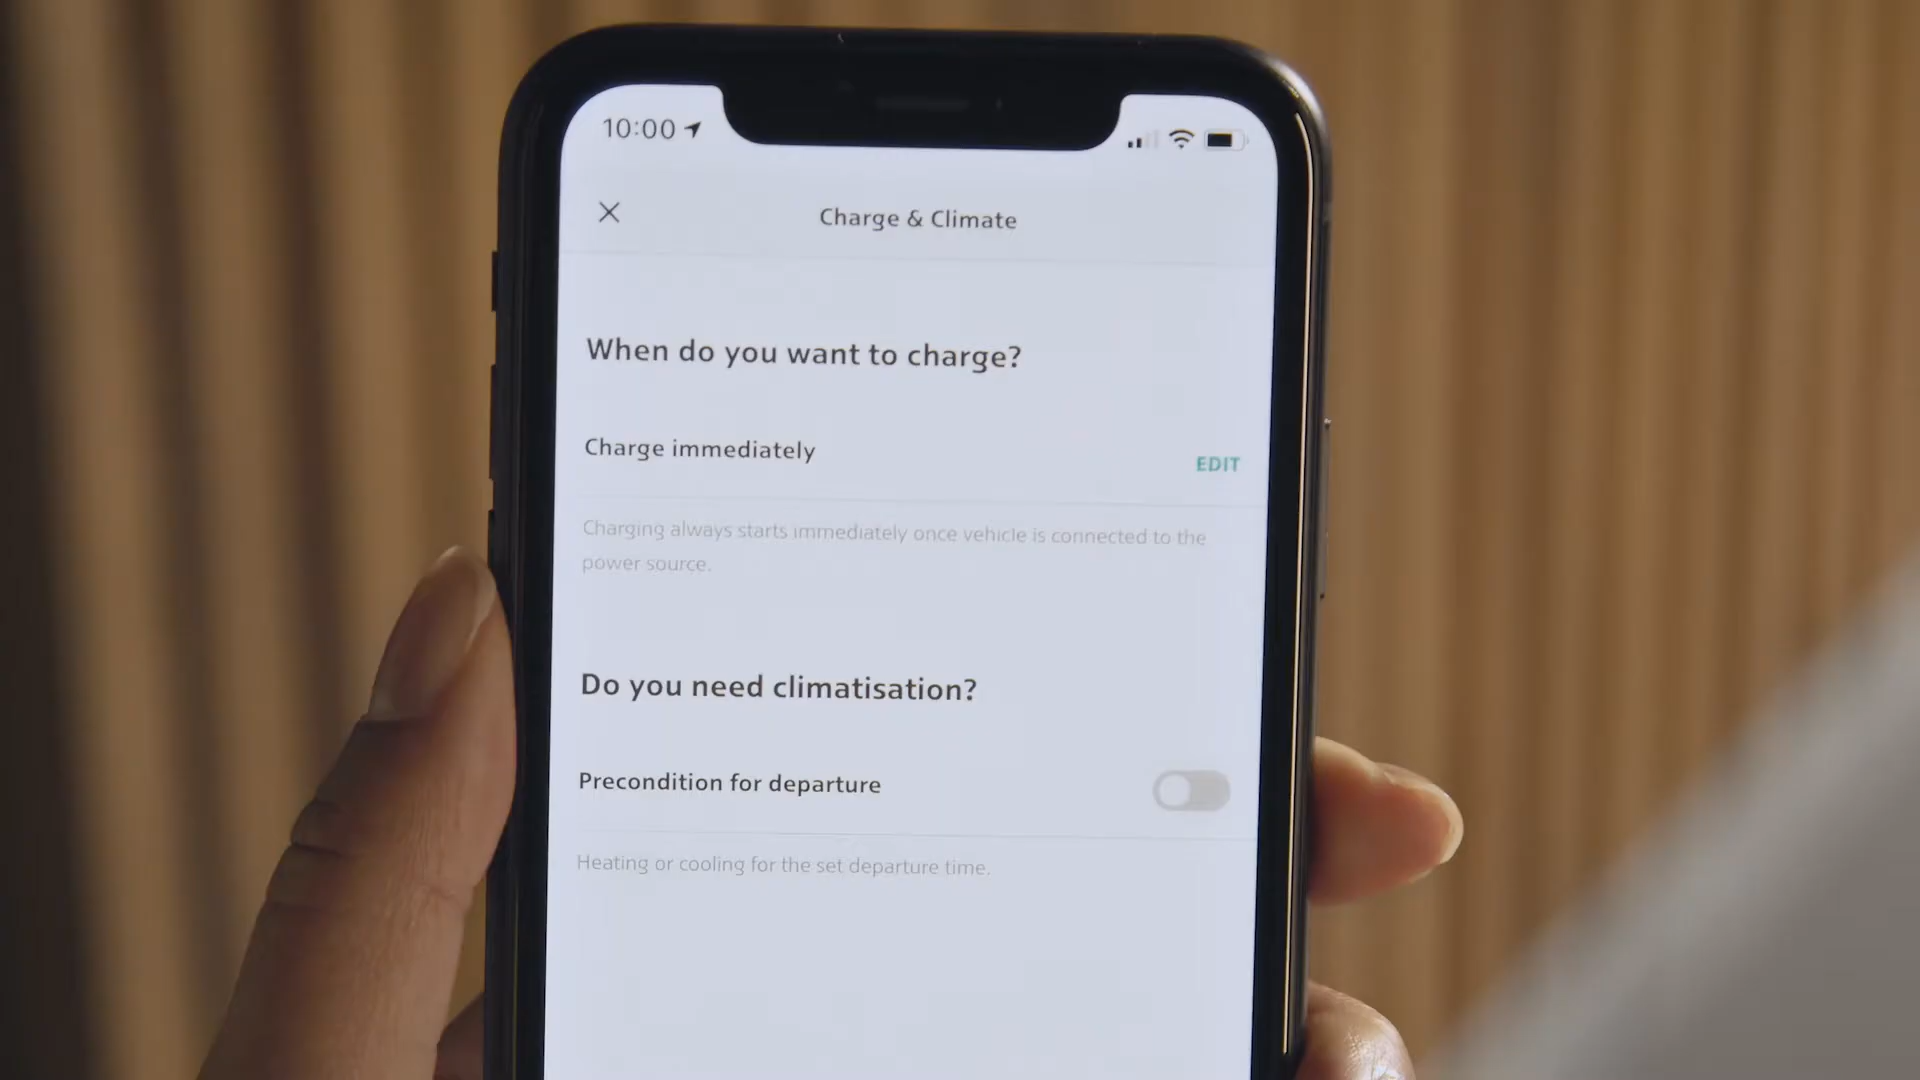 10:00
Charge & Climate
When do you want to charge?
Charge immediately
EDIT
Charging always starts immediately once vehicle is connected to the
power source.
Do you need climatisation?
Precondition for departure
Heating or cooling for the set departure time.